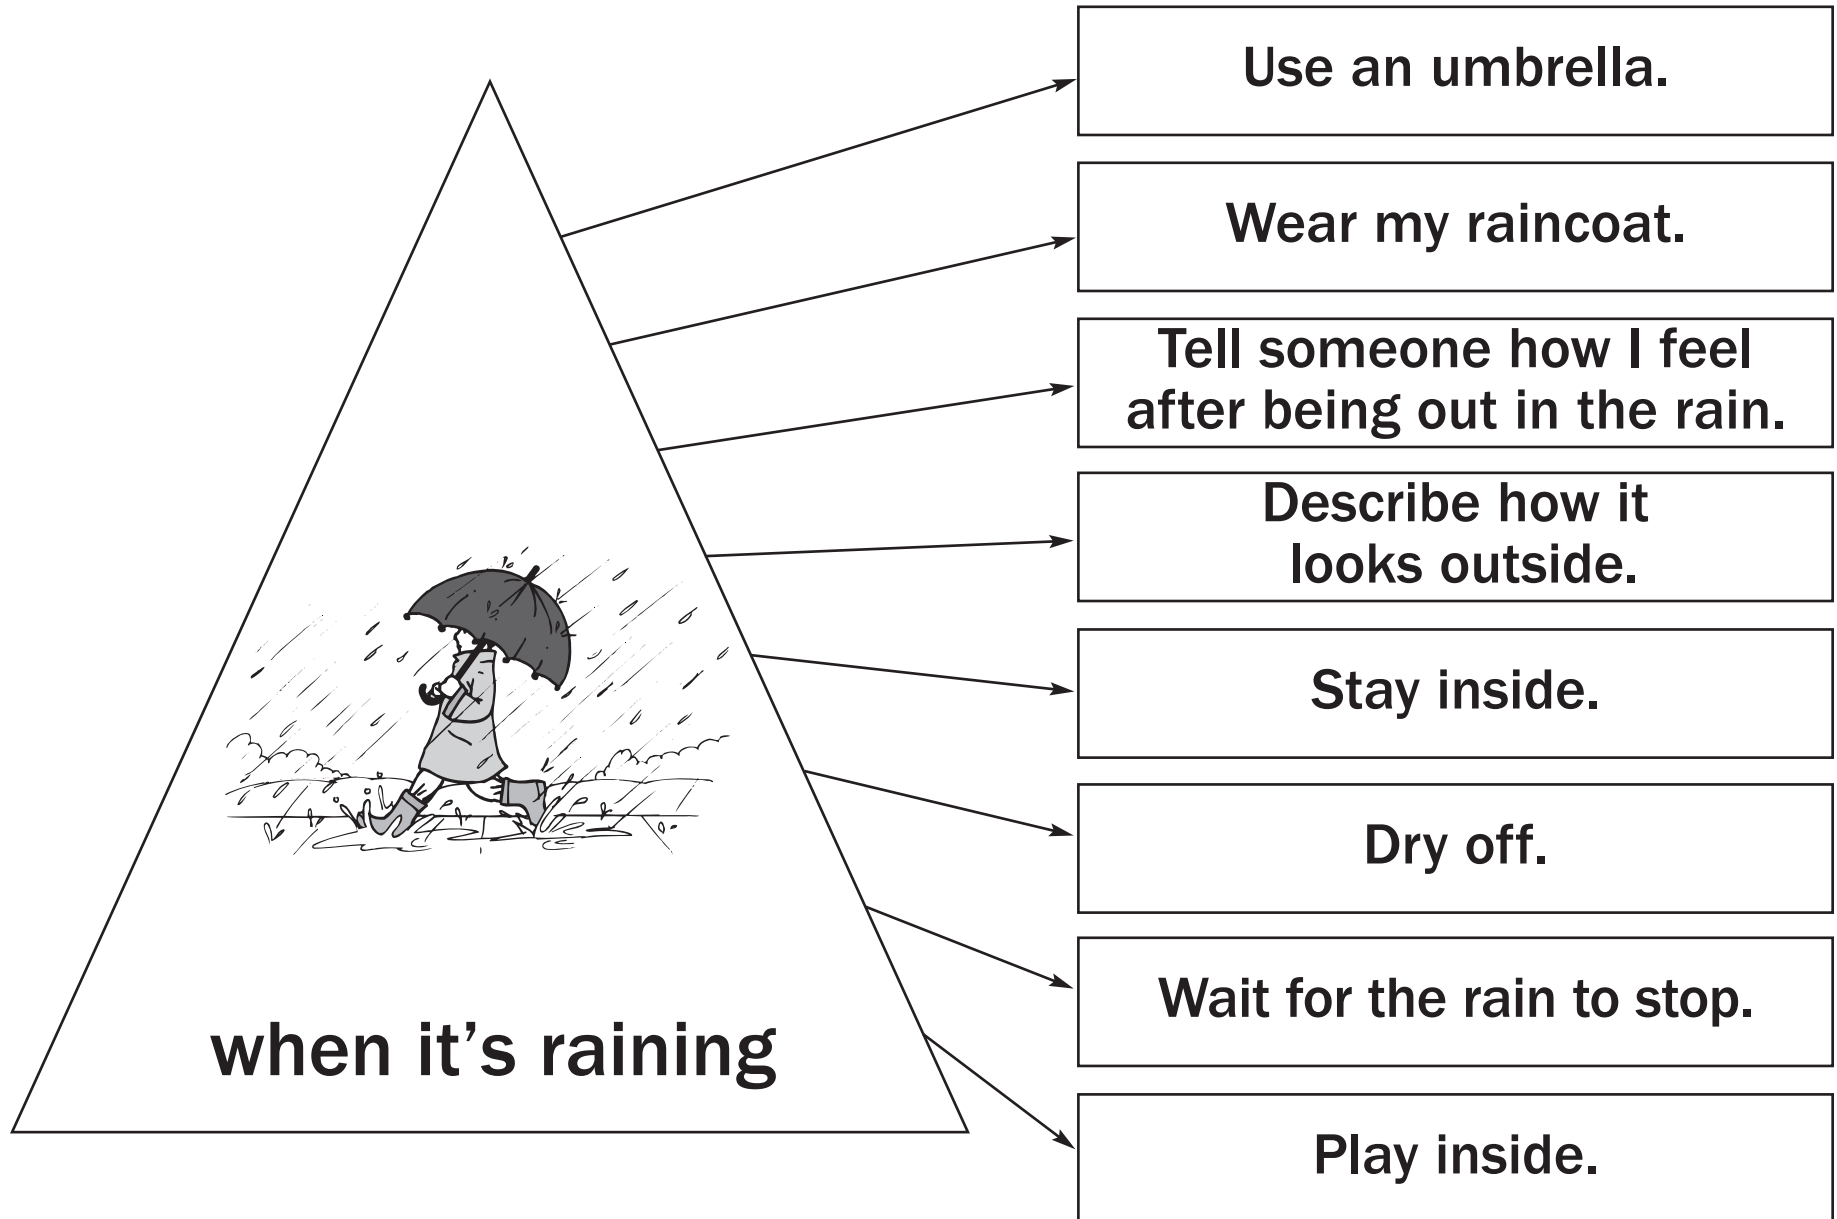 Use an umbrella.
Wear my raincoat.
Tell someone how I feel
after being out in the rain.
Describe how it
looks outside.
Stay inside.
Dry off.
Wait for the rain to stop.
Play inside.
when it’s raining